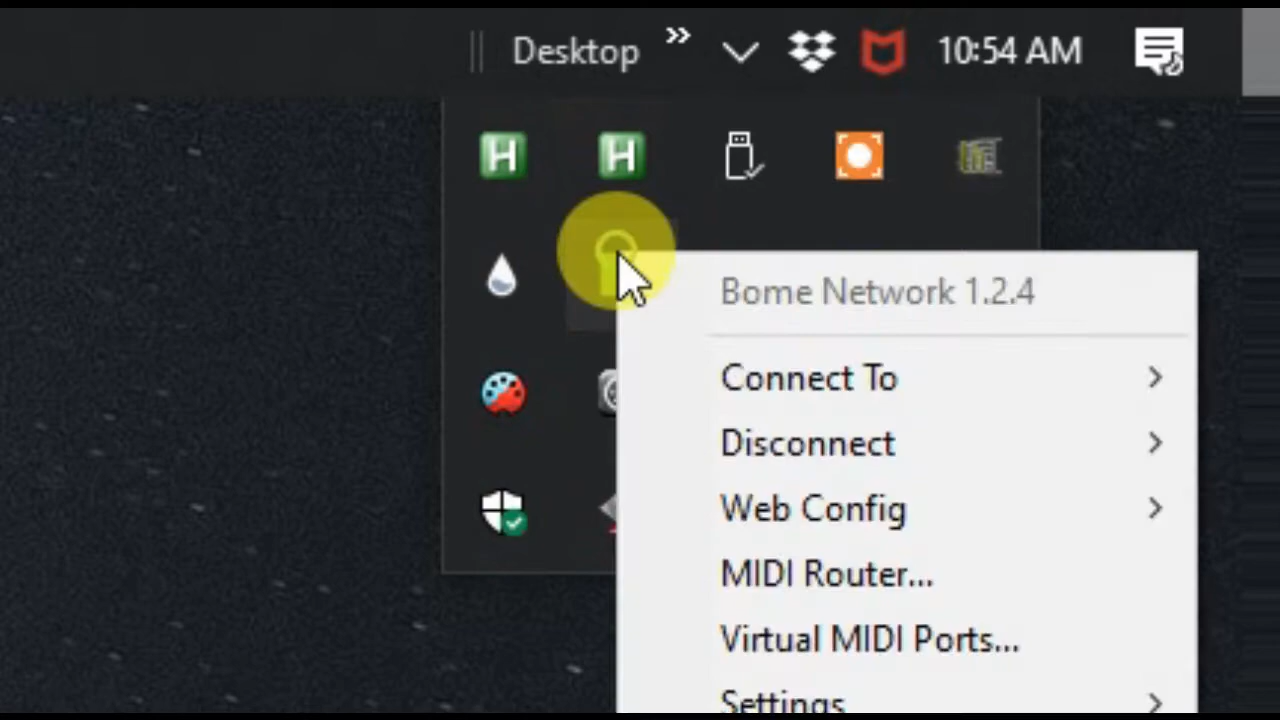 Desktop » 10:54 AM
H H
Bome Network 1.2.4
Connect To
Disconnect
Web Config
MIDI Router...
Virtual MIDI Ports...
Settings